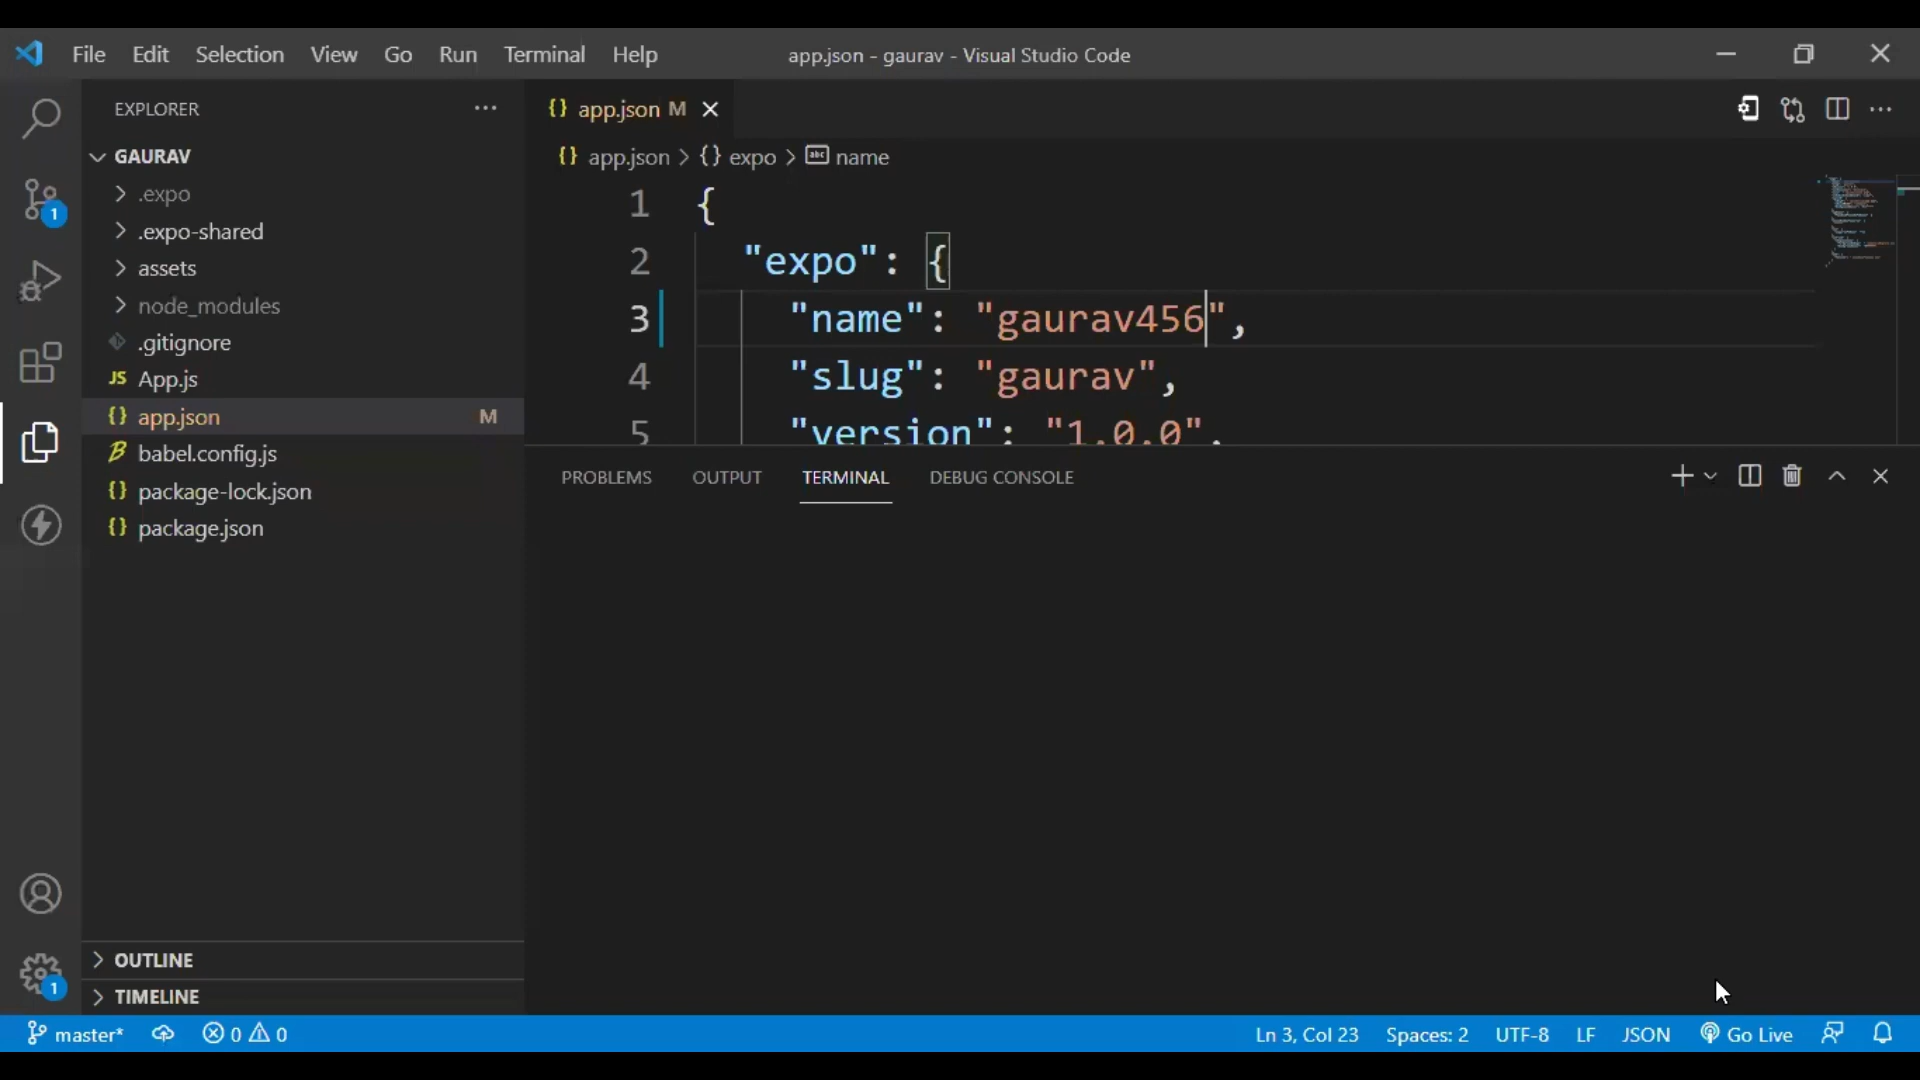 File Edit Selection View Go Run Terminal Help app.json - gaurav - Visual Studio Code
EXPLORER
GAURAV
.expo
.expo-shared
assets
node_modules
.gitignore
JS App.js
{} app.json M
babel.config.js
{} package-lock.json
{} package.json
OUTLINE
TIMELINE
1
1
{} app.json M
{} app.json > {} expo > abc name
1 {
2 "expo": {
3 "name": "gaurav456",
4 "slug": "gaurav",
5 "version": "1.0.0",
PROBLEMS OUTPUT TERMINAL DEBUG CONSOLE
master* 0 0 Ln 3, Col 23 Spaces: 2 UTF-8 LF JSON Go Live